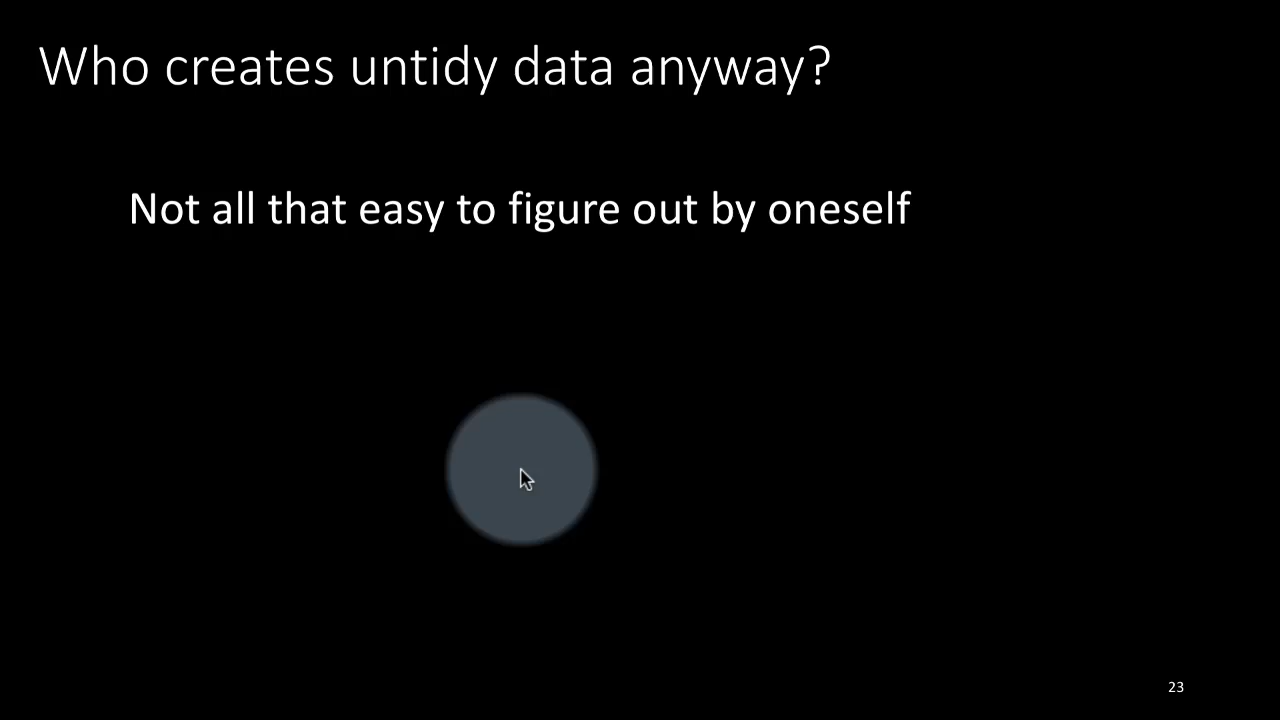 Who creates untidy data anyway?
Not all that easy to figure out by oneself
23